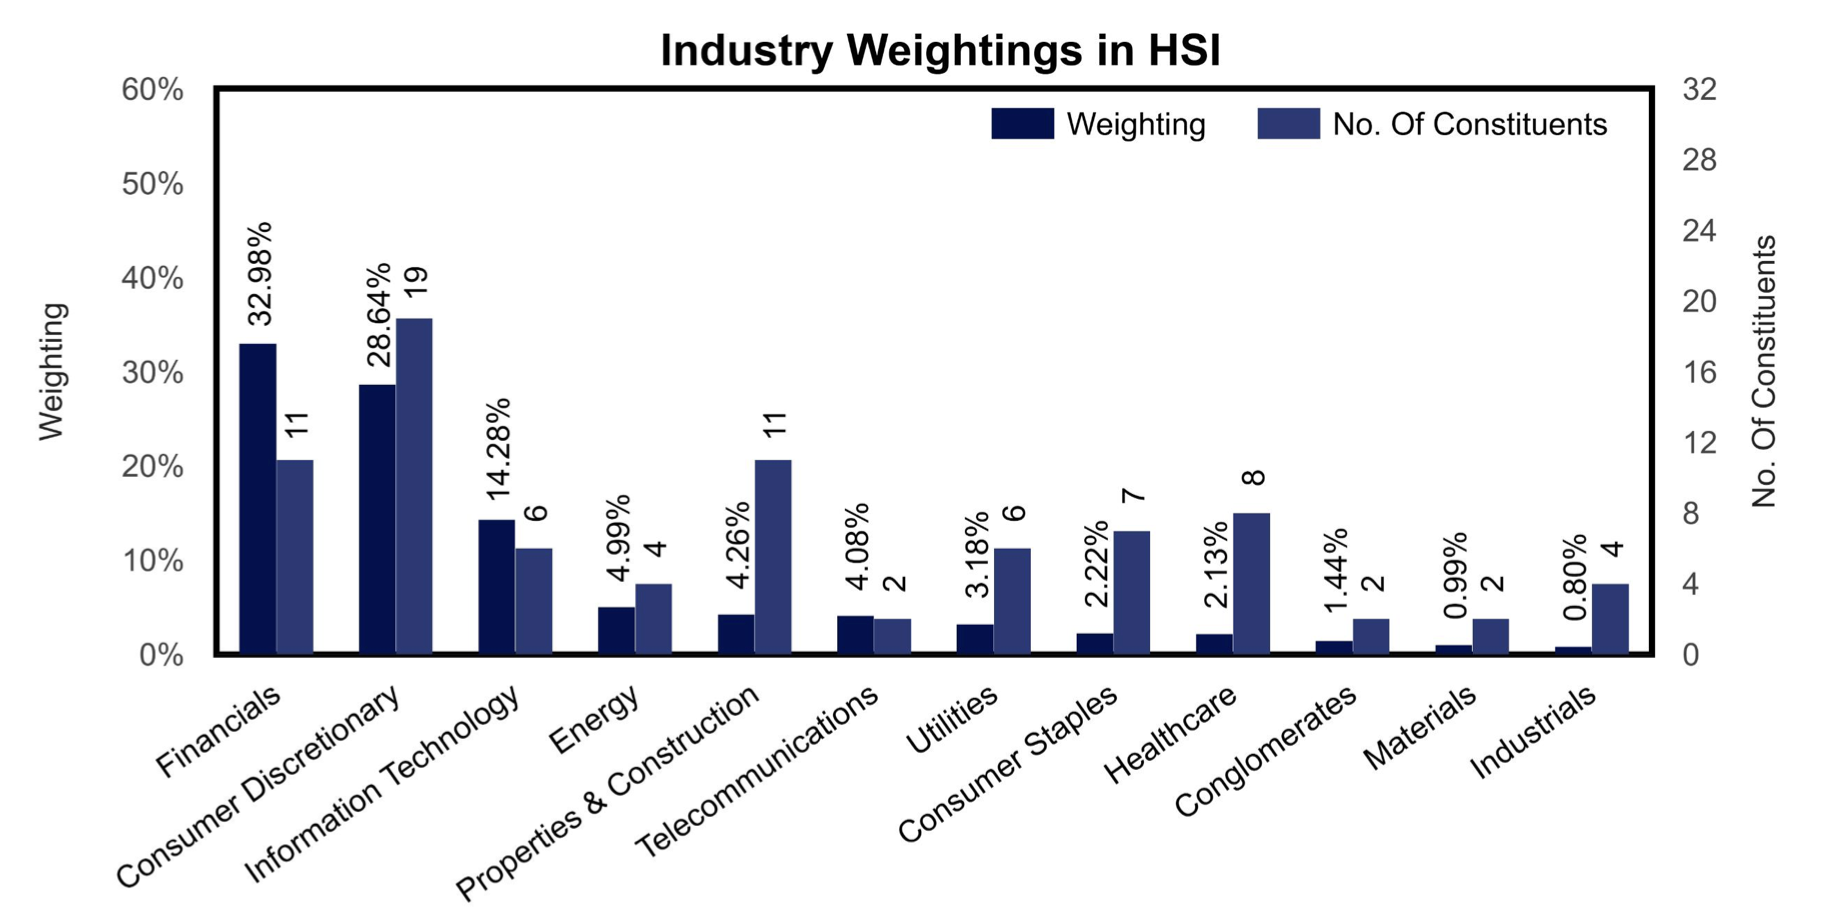 Industry Weightings in HSI
Weighting
No. Of Constituents
60%
50%
40%
30%
20%
10%
0%
Weighting
32
28
24
20
16
12
8
4
0
No. Of Constituents
32.98%
11
28.64%
19
14.28%
6
4.99%
4
4.26%
11
4.08%
2
3.18%
6
2.22%
7
2.13%
8
1.44%
2
0.99%
2
0.80%
4
Financials
Consumer Discretionary
Information Technology
Energy
Properties & Construction
Telecommunications
Utilities
Consumer Staples
Healthcare
Conglomerates
Materials
Industrials